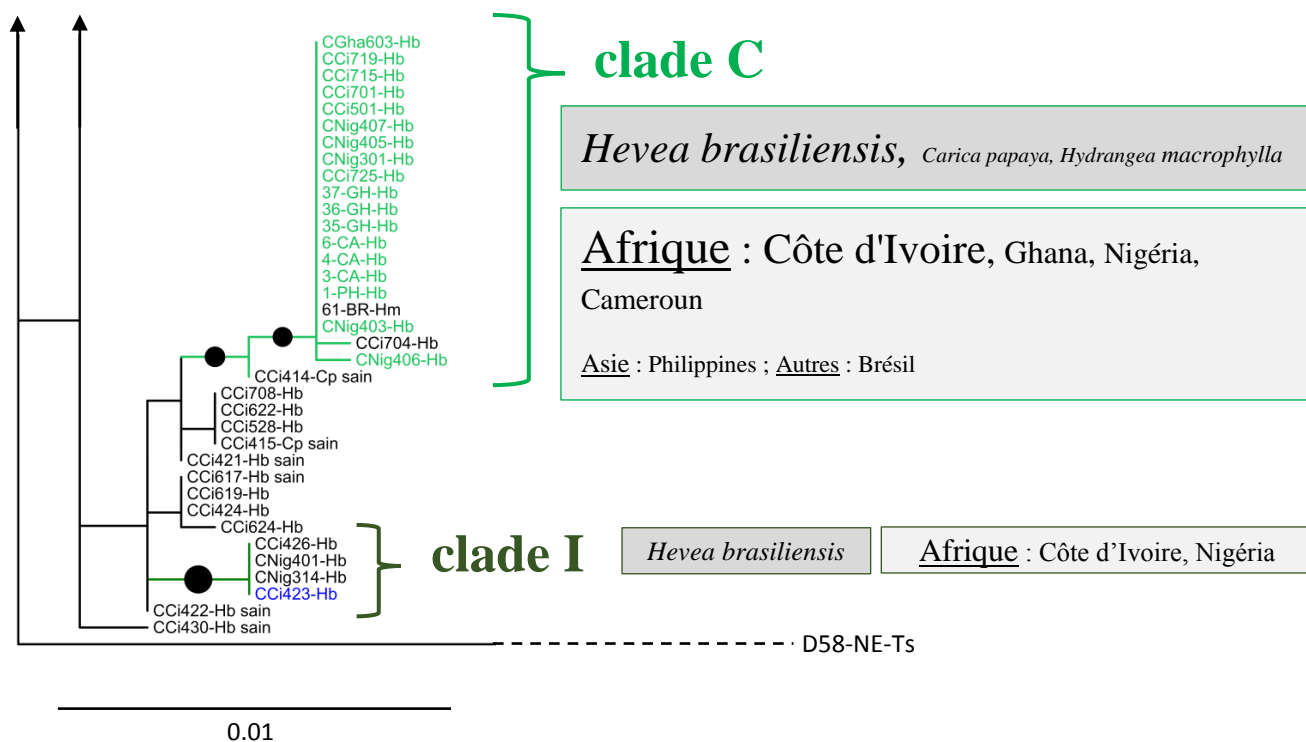 CGha603-Hb
CCi719-Hb
CCi715-Hb
CCi701-Hb
CCi501-Hb
CNig407-Hb
CNig405-Hb
CNig301-Hb
CCi725-Hb
37-GH-Hb
36-GH-Hb
35-GH-Hb
6-CA-Hb
4-CA-Hb
3-CA-Hb
1-PH-Hb
61-BR-Hm
CNig403-Hb
CCi704-Hb
CNig406-Hb
CCi414-Cp sain
clade C
Hevea brasiliensis, Carica papaya, Hydrangea macrophylla
Afrique : Côte d'Ivoire, Ghana, Nigéria,
Cameroun
Asie : Philippines ; Autres : Brésil
CCi708-Hb
CCi622-Hb
CCi528-Hb
CCi415-Cp sain
CCi421-Hb sain
CCi617-Hb sain
CCi619-Hb
CCi424-Hb
CCi624-Hb
CCi426-Hb
CNig401-Hb
CNig314-Hb
CCi423-Hb
clade I
Hevea brasiliensis
Afrique : Côte d’Ivoire, Nigéria
CCi422-Hb sain
CCi430-Hb sain
D58-NE-Ts
0.01